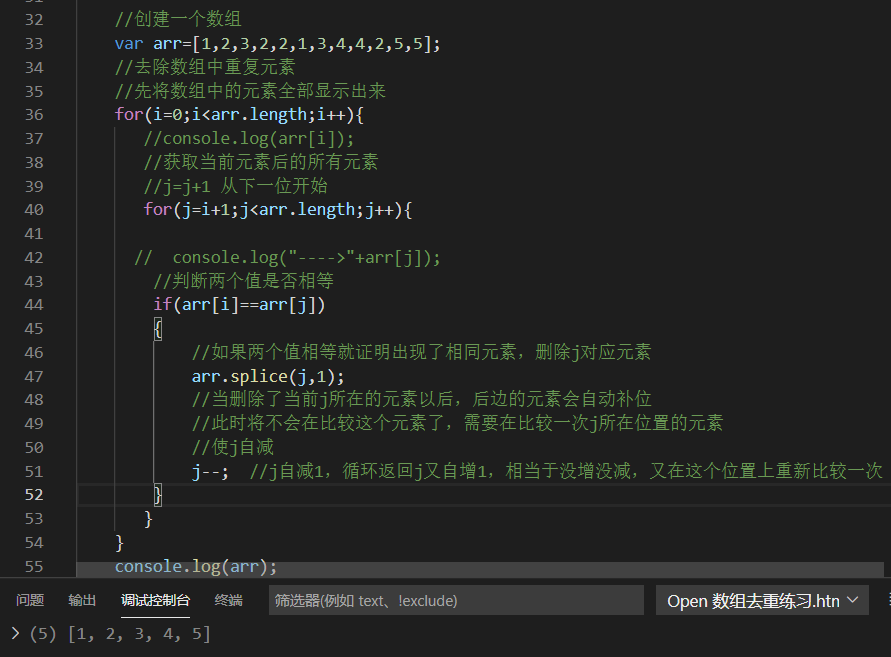 32 //创建一个数组
33 var arr=[1,2,3,2,2,1,3,4,4,2,5,5];
34 //去除数组中重复元素
35 //先将数组中的元素全部显示出来
36 for(i=0;i<arr.length;i++){
37 //console.log(arr[i]);
38 //获取当前元素后的所有元素
39 //j=j+1 从下一位开始
40 for(j=i+1;j<arr.length;j++){
41
42 // console.log("---->"+arr[j]);
43 //判断两个值是否相等
44 if(arr[i]==arr[j])
45 {
46 //如果两个值相等就证明出现了相同元素，删除j对应元素
47 arr.splice(j,1);
48 //当删除了当前j所在的元素以后，后边的元素会自动补位
49 //此时将不会在比较这个元素了，需要在比较一次j所在位置的元素
50 //使j自减
51 j--; //j自减1，循环返回j又自增1，相当于没增没减，又在这个位置上重新比较一次
52 }
53 }
54 }
55 console.log(arr);
问题 输出 调试控制台 终端 筛选器(例如 text、!exclude) Open 数组去重练习.htn
> (5) [1, 2, 3, 4, 5]